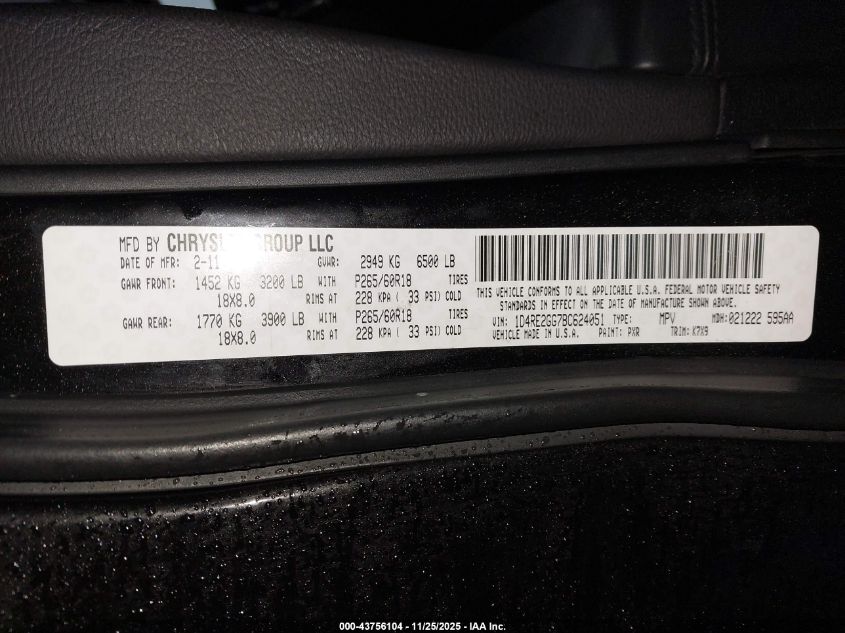 MFD BY CHRYSLER GROUP LLC
DATE OF MFR: 2-11 GVWR: 2949 KG 6500 LB
GAWR FRONT: 1452 KG 3200 LB WITH P265/60R18 TIRES
18X8.0 RIMS AT 228 KPA ( 33 PSI) COLD
GAWR REAR: 1770 KG 3900 LB WITH P265/60R18 TIRES
18X8.0 RIMS AT 228 KPA ( 33 PSI) COLD
THIS VEHICLE CONFORMS TO ALL APPLICABLE U.S.A. FEDERAL MOTOR VEHICLE SAFETY
STANDARDS IN EFFECT ON THE DATE OF MANUFACTURE SHOWN ABOVE.
VIN: 1D4RE2GG7BC624051 TYPE: MPV MDH: 021222 595AA
VEHICLE MADE IN U.S.A. PAINT: PXR TRIM: K7X9
000-43756104 - 11/25/2025 - IAA Inc.